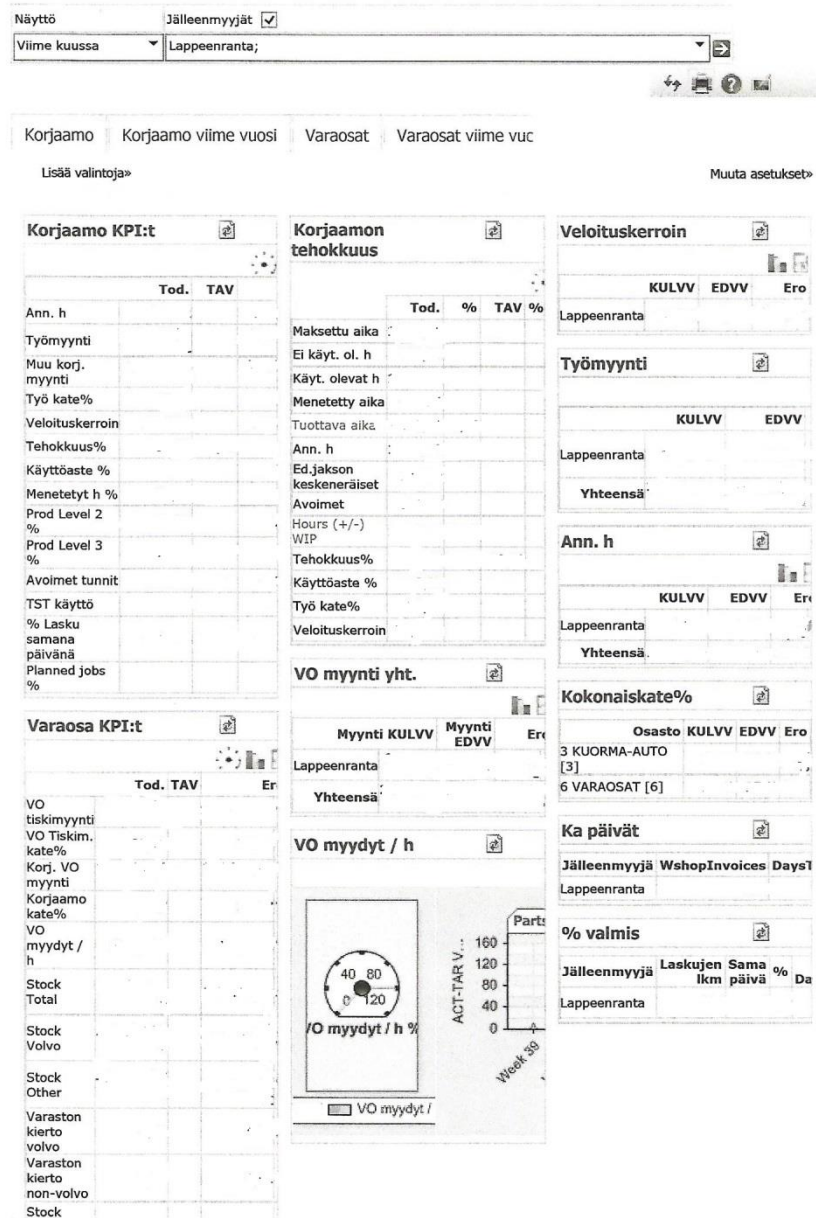 Näyttö Jälleenmyyjät
Viime kuussa Lappeenranta;
Korjaamo Korjaamo viime vuosi Varaosat Varaosat viime vuo
Lisää valintoja» Muuta asetukset»
Korjaamo KPI:t
Tod. TAV
Ann. h
Työmyynti
Muu korj.
myynti
Työ kate%
Veloituskerroin
Tehokkuus%
Käyttöaste %
Menetetyt h %
Prod Level 2
%
Prod Level 3
%
Avoimet tunnit
TST käyttö
% Lasku
samana
päivänä
Planned jobs
%
Varaosa KPI:t
Tod. TAV Er
VO
tiskimyynti
VO Tiskim.
kate%
Korj. VO
myynti
Korjaamo
kate%
VO
myydyt /
h
Stock
Total
Stock
Volvo
Stock
Other
Varaston
kierto
volvo
Varaston
kierto
non-volvo
Stock
Korjaamon
tehokkuus
Tod. % TAV %
Maksettu aika
Ei käyt. ol. h
Käyt. olevat h
Menetetty aika
Tuottava aika
Ann. h
Ed.jakson
keskeneräiset
Avoimet
Hours (+/-)
WIP
Tehokkuus%
Käyttöaste %
Työ kate%
Veloituskerroin
VO myynti yht.
Myynti KULVV Myynti
EDVV Ero
Lappeenranta
Yhteensä
VO myydyt / h
40 80
0 120
VO myydyt / h %
VO myydyt /
Parts
ACT-TAR V...
160
120
80
40
0
Week 39
Veloituskerroin
KULVV EDVV Ero
Lappeenranta
Työmyynti
KULVV EDVV
Lappeenranta
Yhteensä
Ann. h
KULVV EDVV Er
Lappeenranta
Yhteensä
Kokonaiskate%
Osasto KULVV EDVV Ero
3 KUORMA-AUTO
[3]
6 VARAOSAT [6]
Ka päivät
Jälleenmyyjä WshopInvoices DaysT
Lappeenranta
% valmis
Jälleenmyyjä Laskujen
lkm Sama
päivä % Da
Lappeenranta